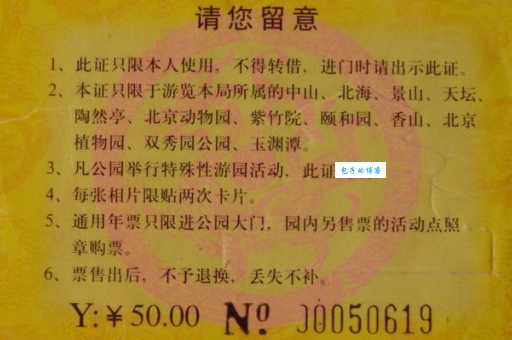 请您留意
1、此证只限本人使用，不得转借，进门时请出示此证。
2、本证只限于游览本局所属的中山、北海、景山、天坛、
陶然亭、北京动物园、紫竹院、颐和园、香山、北京
植物园、双秀园公园、玉渊潭。
3、凡公园举行特殊性游园活动，此证
包子的博客
4、每张相片限贴两次卡片。
5、通用年票只限进公园大门，园内另售票的活动点照
章购票。
6、票售出后，不予退换，丢失不补。
Y:￥50.00 Nº 00050619